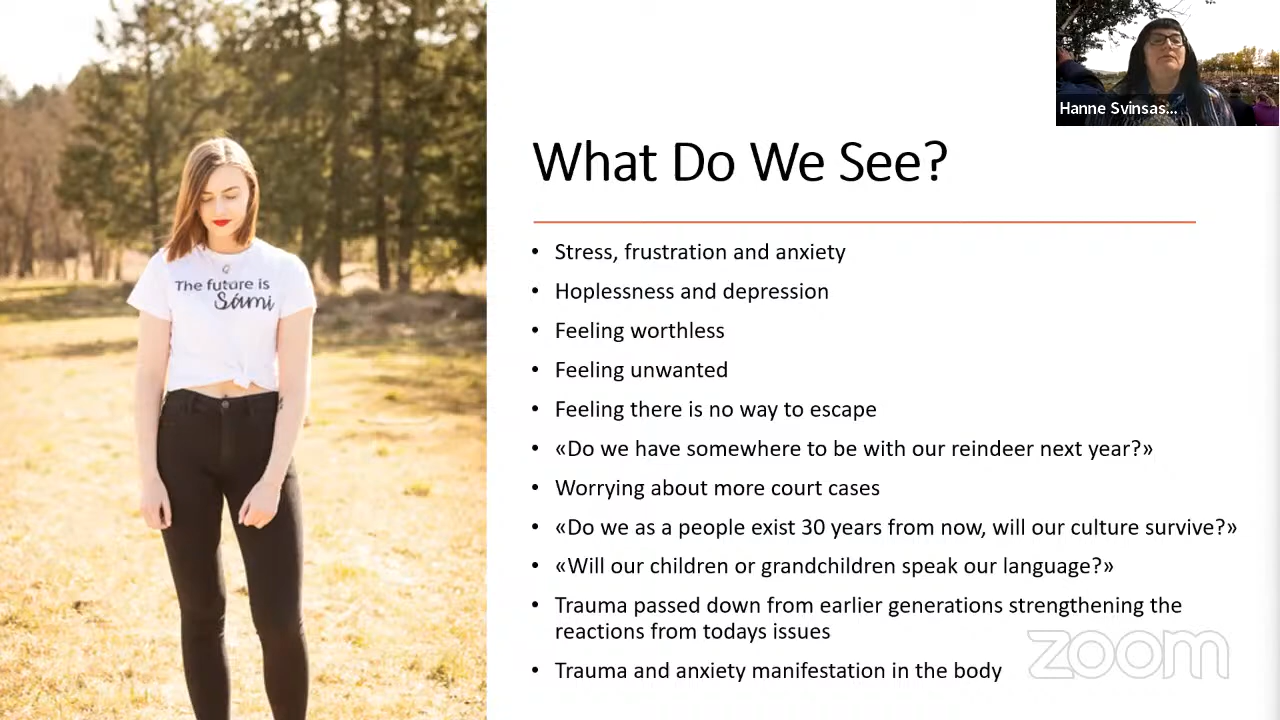 Hanne Svinsas...
What Do We See?
The future is
Sámi
• Stress, frustration and anxiety
• Hoplessness and depression
• Feeling worthless
• Feeling unwanted
• Feeling there is no way to escape
• «Do we have somewhere to be with our reindeer next year?»
• Worrying about more court cases
• «Do we as a people exist 30 years from now, will our culture survive?»
• «Will our children or grandchildren speak our language?»
• Trauma passed down from earlier generations strengthening the
reactions from todays issues
• Trauma and anxiety manifestation in the body
zoom